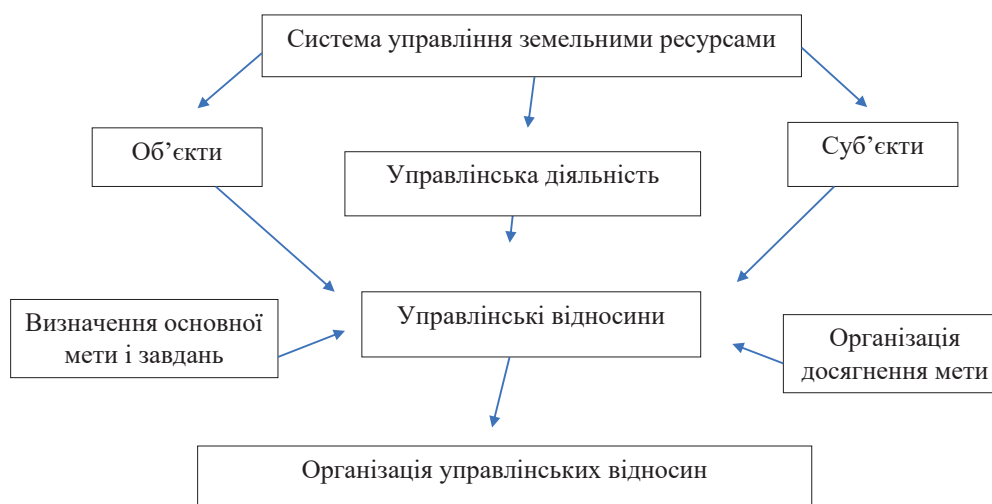 Система управління земельними ресурсами
Об’єкти
Управлінська діяльність
Суб’єкти
Визначення основної
мети і завдань
Управлінські відносини
Організація
досягнення мети
Організація управлінських відносин